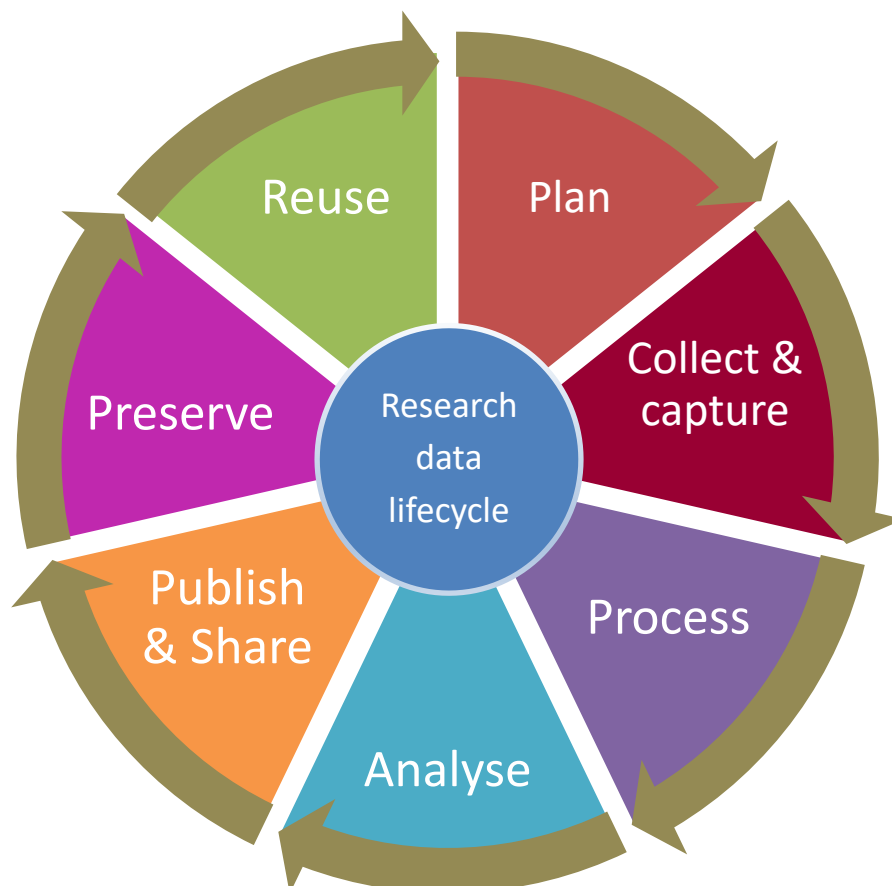 Reuse
Plan
Collect &
capture
Research
data
lifecycle
Preserve
Process
Publish
& Share
Analyse